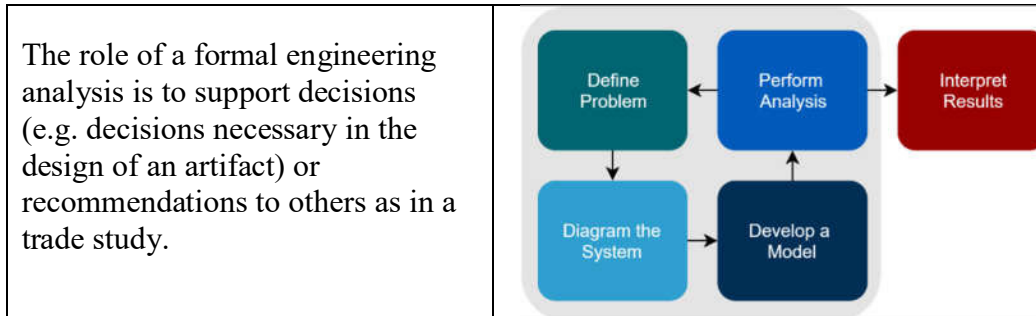 The role of a formal engineering
analysis is to support decisions
(e.g. decisions necessary in the
design of an artifact) or
recommendations to others as in a
trade study.
Define
Problem
Perform
Analysis
Interpret
Results
Diagram the
System
Develop a
Model